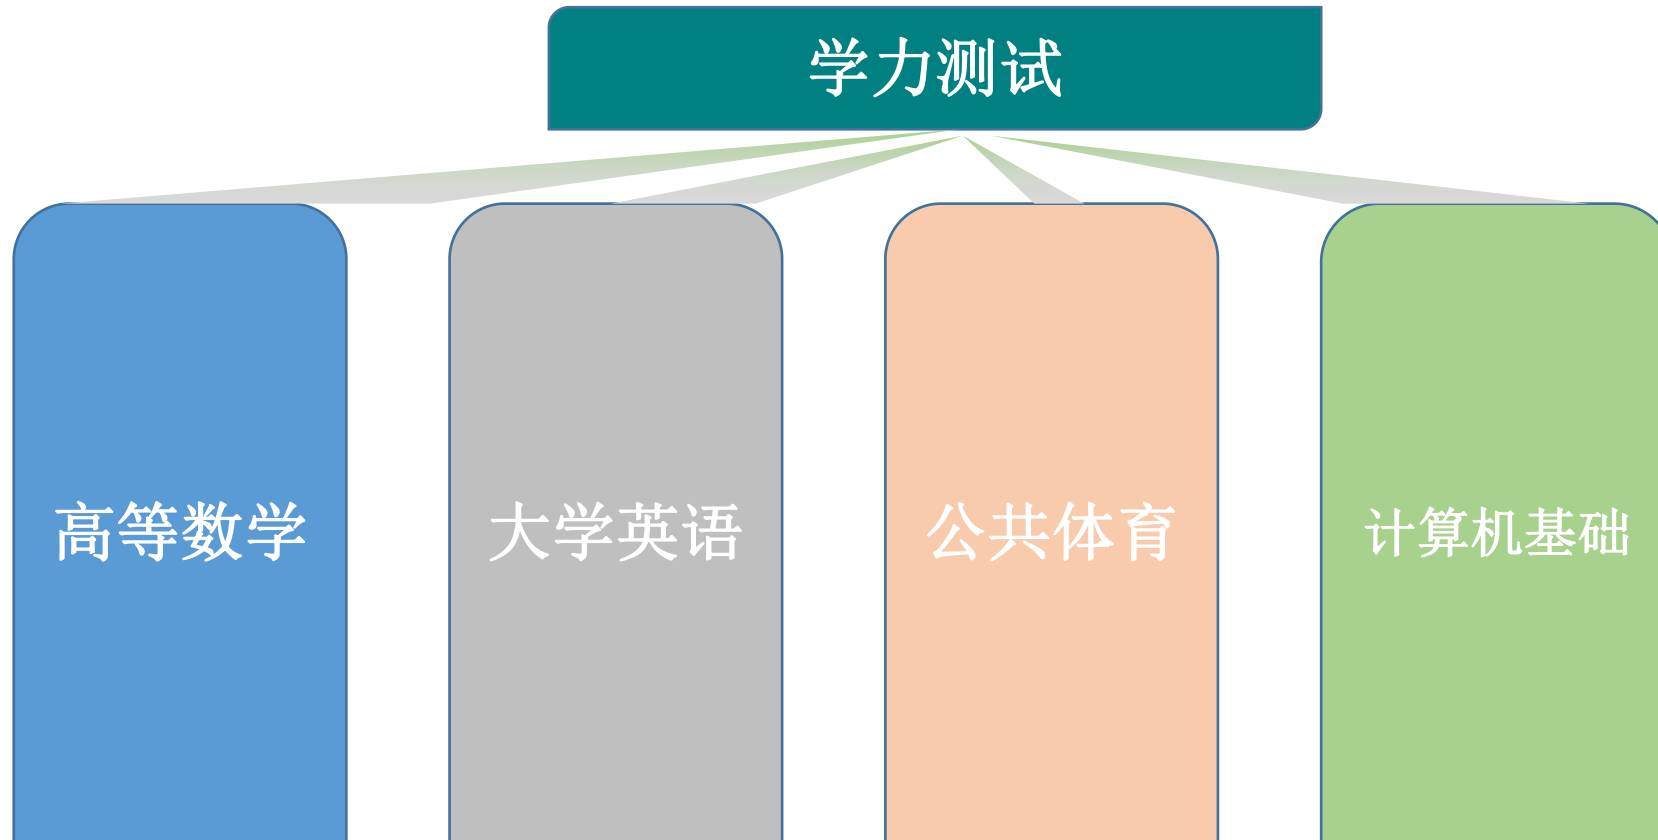 学力测试
高等数学
大学英语
公共体育
计算机基础